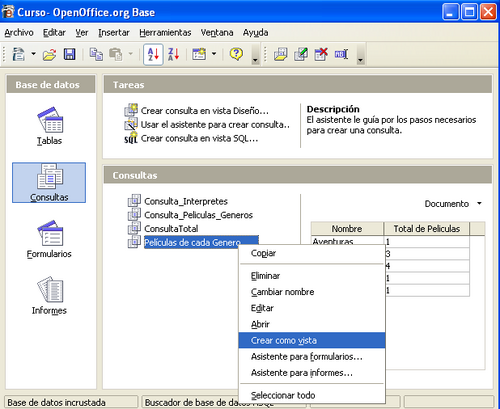 Curso- OpenOffice.org Base
Archivo Editar Ver Insertar Herramientas Ventana Ayuda
Base de datos
Tablas
Consultas
Formularios
Informes
Tareas
Crear consulta en vista Diseño...
Usar el asistente para crear consulta..
Crear consulta en vista SQL...
Descripción
El asistente le guía por los pasos necesarios
para crear una consulta.
Consultas
Consulta_Interpretes
Consulta_Peliculas_Generos
ConsultaTotal
Películas de cada Genero
Documento
Nombre Total de Peliculas
Aventuras 1
3
4
1
1
Copiar
Eliminar
Cambiar nombre
Editar
Abrir
Crear como vista
Asistente para formularios...
Asistente para informes...
Seleccionar todo
Base de datos incrustada
Buscador de base de datos HSQL